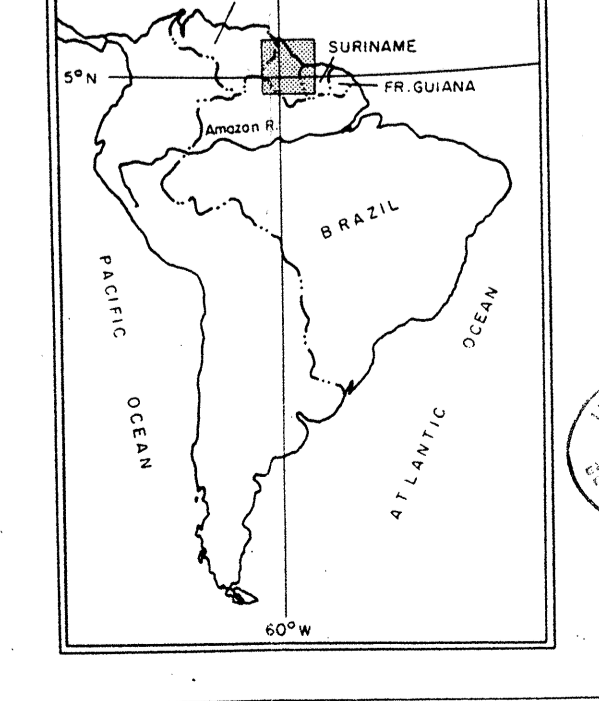 SURINAME
5°N
FR. GUIANA
Amazon R.
BRAZIL
PACIFIC
OCEAN
OCEAN
ATLANTIC
60°W